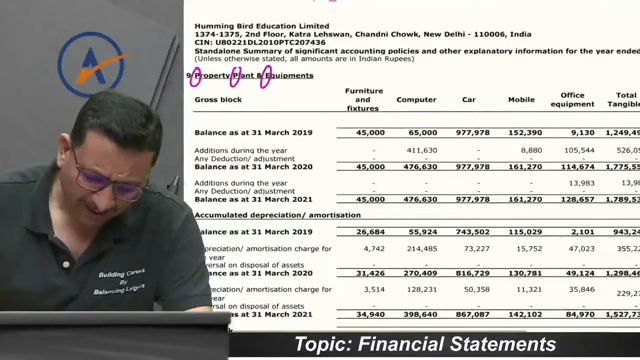 Humming Bird Education Limited
1374-1375, 2nd Floor, Katra Lehswan, Chandni Chowk, New Delhi - 110006, India
CIN: U80221DL2010PTC207436
Standalone Summary of significant accounting policies and other explanatory information for the year ended
(Unless otherwise stated, all amounts are in Indian Rupees)
9 Property Plant & Equipments
Gross block Furniture and fixtures Computer Car Mobile Office equipment Total Tangible
Balance as at 31 March 2019 45,000 65,000 977,978 152,390 9,130 1,249,49
Additions during the year - 411,630 - 8,880 105,544 526,05
Any Deduction/ adjustment - - - - -
Balance as at 31 March 2020 45,000 476,630 977,978 161,270 114,674 1,775,55
Additions during the year - - - - 13,983 13,98
Any Deduction/ adjustment - - - - -
Balance as at 31 March 2021 45,000 476,630 977,978 161,270 128,657 1,789,53
Accumulated depreciation/ amortisation
Balance as at 31 March 2019 26,684 55,924 743,502 115,029 2,101 943,24
epreciation/ amortisation charge for 4,742 214,485 73,227 15,752 47,023 355,22
e year
versal on disposal of assets - - - - -
lance as at 31 March 2020 31,426 270,409 816,729 130,781 49,124 1,298,46
preciation/ amortisation charge for 3,514 128,231 50,358 11,321 35,846 229,27
year
ersal on disposal of assets - - - - -
nce as at 31 March 2021 34,940 398,640 867,087 142,102 84,970 1,527,73
Building Careers
By
Balancing Ledgers
Topic: Financial Statements